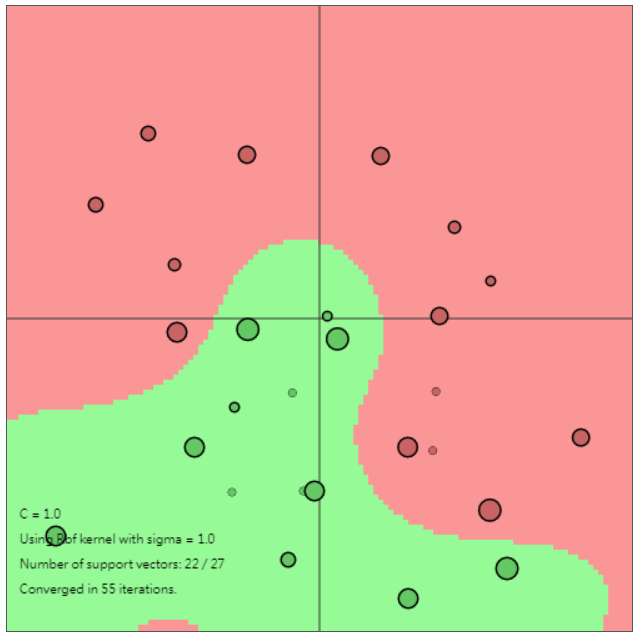 C = 1.0
Using Rbf kernel with sigma = 1.0
Number of support vectors: 22 / 27
Converged in 55 iterations.